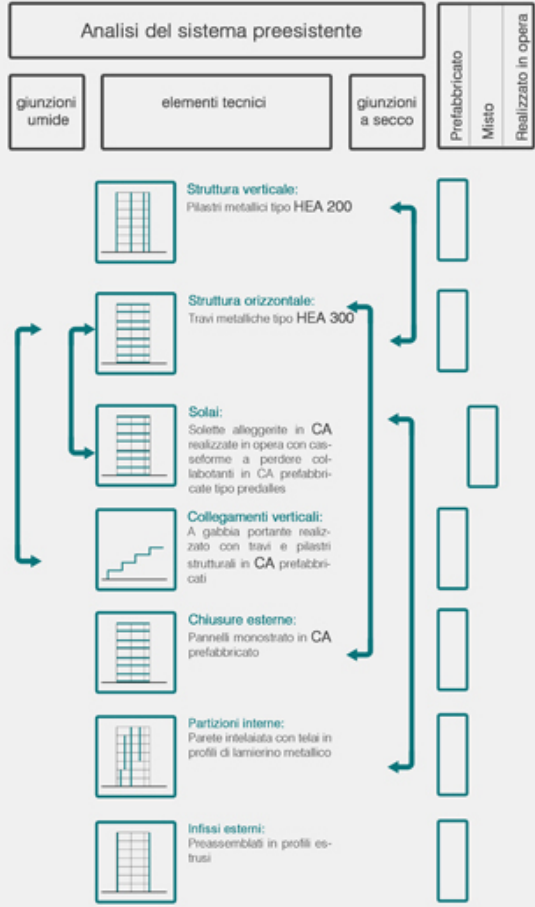 Analisi del sistema preesistente
giunzioni
umide
elementi tecnici
giunzioni
a secco
Prefabbricato
Misto
Realizzato in opera
Struttura verticale:
Pilastri metallici tipo HEA 200
Struttura orizzontale:
Travi metalliche tipo HEA 300
Solai:
Solette alleggerite in CA
realizzate in opera con cas-
seforme a perdere col-
labotanti in CA prefabbri-
cate tipo predalles
Collegamenti verticali:
A gabbia portante realiz-
zato con travi e pilastri
strutturali in CA prefabbri-
cati
Chiusure esterne:
Pannelli monostrato in CA
prefabbricato
Partizioni interne:
Parete intelaiata con telai in
profili di lamierino metallico
Infissi esterni:
Preassemblati in profili es-
trusi